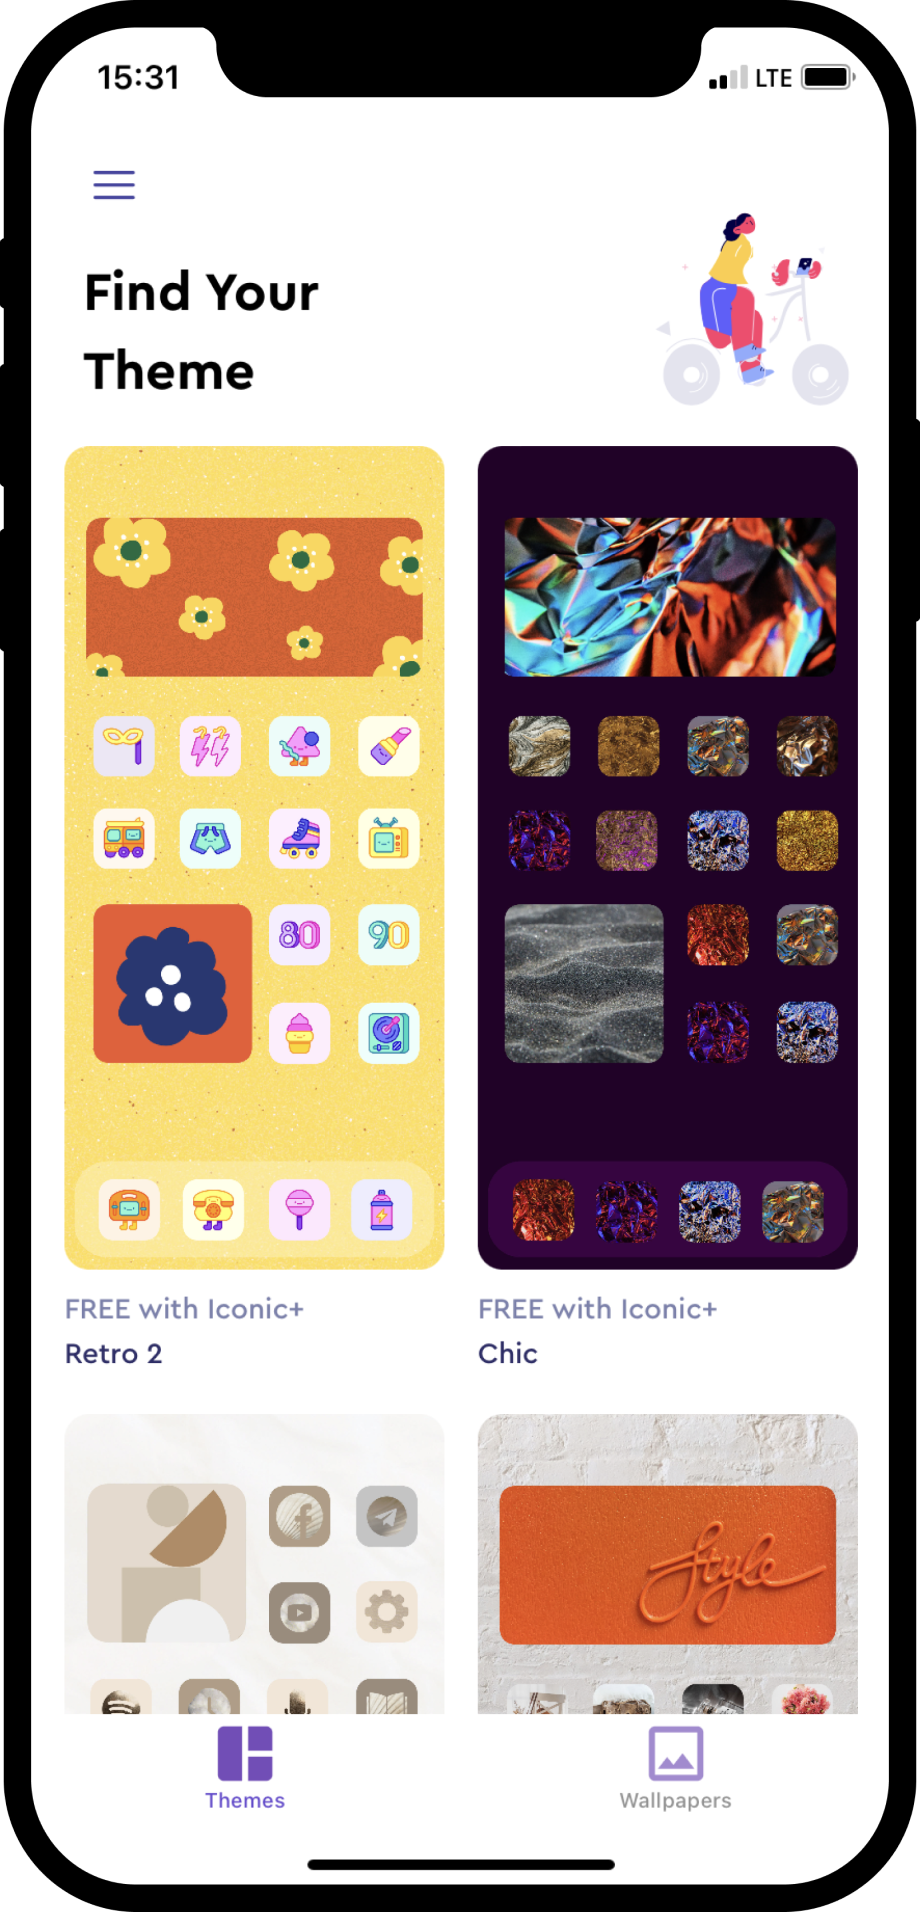 15:31
LTE
Find Your
Theme
80
90
FREE with Iconic+
Retro 2
FREE with Iconic+
Chic
Style
Themes
Wallpapers